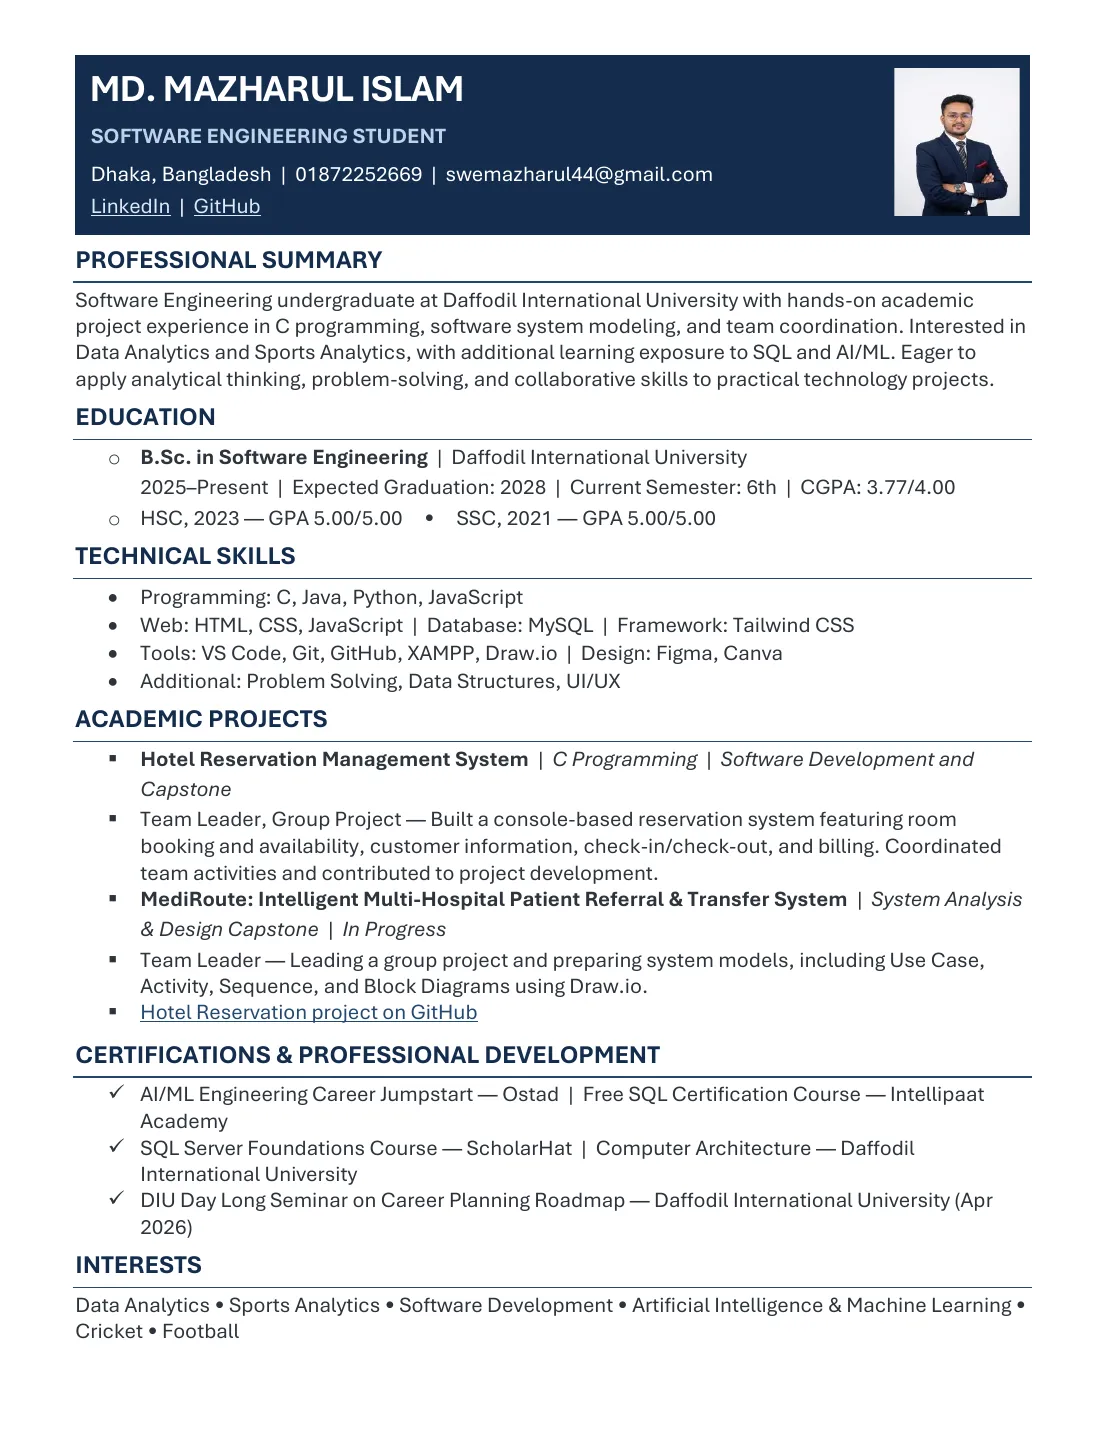 MD. MAZHARUL ISLAM
SOFTWARE ENGINEERING STUDENT
Dhaka, Bangladesh | 01872252669 | swemazharul44@gmail.com
LinkedIn | GitHub
PROFESSIONAL SUMMARY
Software Engineering undergraduate at Daffodil International University with hands-on academic
project experience in C programming, software system modeling, and team coordination. Interested in
Data Analytics and Sports Analytics, with additional learning exposure to SQL and AI/ML. Eager to
apply analytical thinking, problem-solving, and collaborative skills to practical technology projects.
EDUCATION
○ B.Sc. in Software Engineering | Daffodil International University
2025–Present | Expected Graduation: 2028 | Current Semester: 6th | CGPA: 3.77/4.00
○ HSC, 2023 — GPA 5.00/5.00 • SSC, 2021 — GPA 5.00/5.00
TECHNICAL SKILLS
• Programming: C, Java, Python, JavaScript
• Web: HTML, CSS, JavaScript | Database: MySQL | Framework: Tailwind CSS
• Tools: VS Code, Git, GitHub, XAMPP, Draw.io | Design: Figma, Canva
• Additional: Problem Solving, Data Structures, UI/UX
ACADEMIC PROJECTS
▪ Hotel Reservation Management System | C Programming | Software Development and
Capstone
▪ Team Leader, Group Project — Built a console-based reservation system featuring room
booking and availability, customer information, check-in/check-out, and billing. Coordinated
team activities and contributed to project development.
▪ MediRoute: Intelligent Multi-Hospital Patient Referral & Transfer System | System Analysis
& Design Capstone | In Progress
▪ Team Leader — Leading a group project and preparing system models, including Use Case,
Activity, Sequence, and Block Diagrams using Draw.io.
▪ Hotel Reservation project on GitHub
CERTIFICATIONS & PROFESSIONAL DEVELOPMENT
✓ AI/ML Engineering Career Jumpstart — Ostad | Free SQL Certification Course — Intellipaat
Academy
✓ SQL Server Foundations Course — ScholarHat | Computer Architecture — Daffodil
International University
✓ DIU Day Long Seminar on Career Planning Roadmap — Daffodil International University (Apr
2026)
INTERESTS
Data Analytics • Sports Analytics • Software Development • Artificial Intelligence & Machine Learning •
Cricket • Football